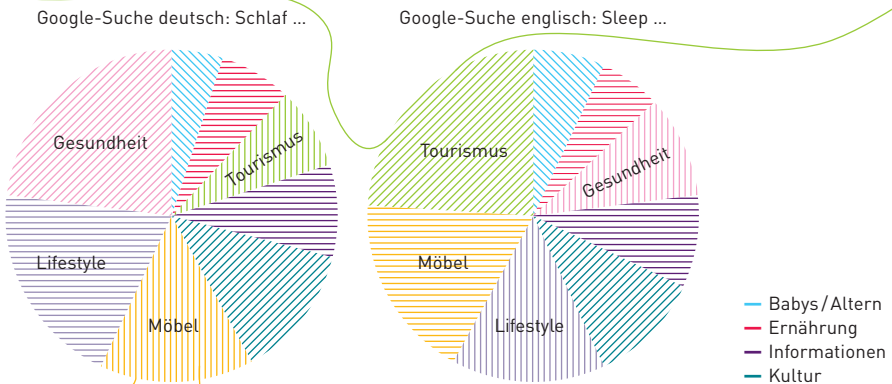 Google-Suche deutsch: Schlaf ...
Gesundheit
Tourismus
Lifestyle
Möbel
Google-Suche englisch: Sleep ...
Tourismus
Gesundheit
Möbel
Lifestyle
Babys / Altern
Ernährung
Informationen
Kultur